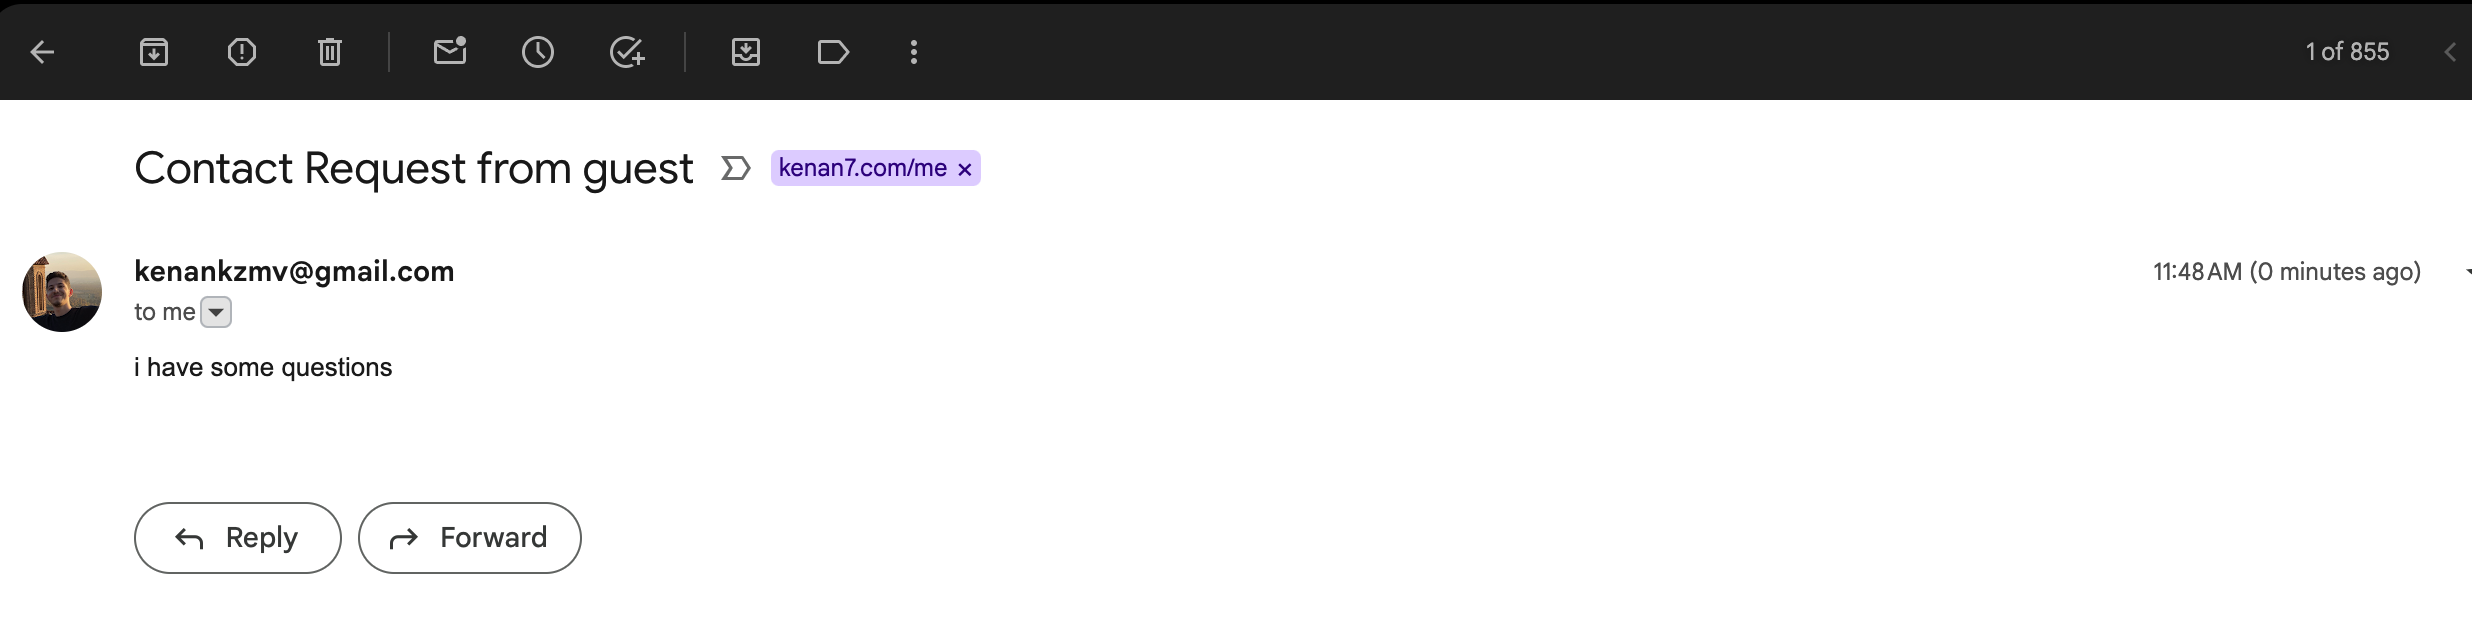 1 of 855
Contact Request from guest kenan7.com/me ×
kenankzmv@gmail.com 11:48 AM (0 minutes ago)
to me
i have some questions
Reply Forward